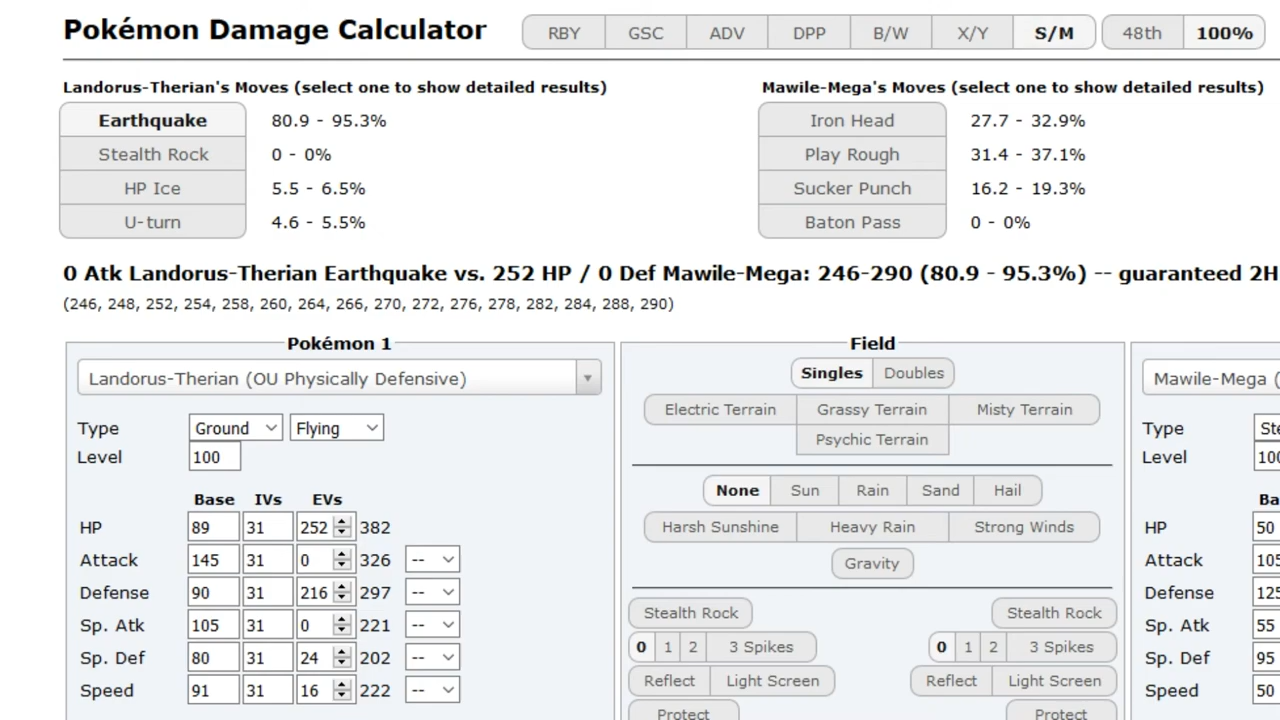 Pokémon Damage Calculator RBY GSC ADV DPP B/W X/Y S/M 48th 100%
Landorus-Therian's Moves (select one to show detailed results) Mawile-Mega's Moves (select one to show detailed results)
Earthquake 80.9 - 95.3% Iron Head 27.7 - 32.9%
Stealth Rock 0 - 0% Play Rough 31.4 - 37.1%
HP Ice 5.5 - 6.5% Sucker Punch 16.2 - 19.3%
U-turn 4.6 - 5.5% Baton Pass 0 - 0%
0 Atk Landorus-Therian Earthquake vs. 252 HP / 0 Def Mawile-Mega: 246-290 (80.9 - 95.3%) -- guaranteed 2H
(246, 248, 252, 254, 258, 260, 264, 266, 270, 272, 276, 278, 282, 284, 288, 290)
Pokémon 1
Landorus-Therian (OU Physically Defensive)
Type Ground Flying
Level 100
Base IVs EVs
HP 89 31 252 382
Attack 145 31 0 326 --
Defense 90 31 216 297 --
Sp. Atk 105 31 0 221 --
Sp. Def 80 31 24 202 --
Speed 91 31 16 222 --
Field
Singles Doubles
Electric Terrain Grassy Terrain Misty Terrain
Psychic Terrain
None Sun Rain Sand Hail
Harsh Sunshine Heavy Rain Strong Winds
Gravity
Stealth Rock Stealth Rock
0 1 2 3 Spikes 0 1 2 3 Spikes
Reflect Light Screen Reflect Light Screen
Protect Protect
Mawile-Mega (
Type Ste
Level 100
Ba
HP 50
Attack 105
Defense 125
Sp. Atk 55
Sp. Def 95
Speed 50